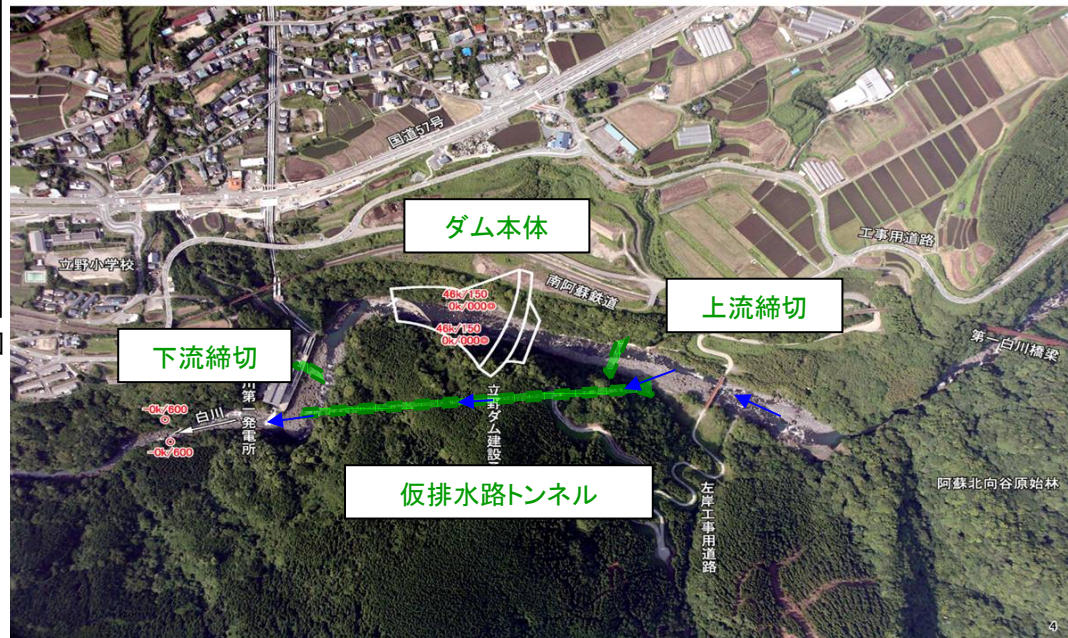 国道57号
ダム本体
工事用道路
立野小学校
南阿蘇鉄道
46k/150
0k/000
46k/150
0k/000
上流締切
第一白川橋梁
下流締切
-0k/600
白川
-0k/600
川第一発電所
立野ダム建設
仮排水路トンネル
左岸工事用道路
阿蘇北向谷原始林
4